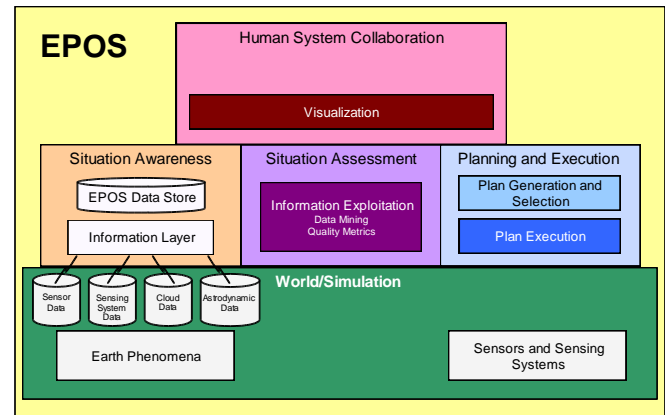 EPOS
Human System Collaboration
Visualization
Situation Awareness
EPOS Data Store
Information Layer
Situation Assessment
Information Exploitation
Data Mining
Quality Metrics
Planning and Execution
Plan Generation and
Selection
Plan Execution
World/Simulation
Sensor
Data
Sensing
System
Data
Cloud
Data
Astrodynamic
Data
Earth Phenomena
Sensors and Sensing
Systems